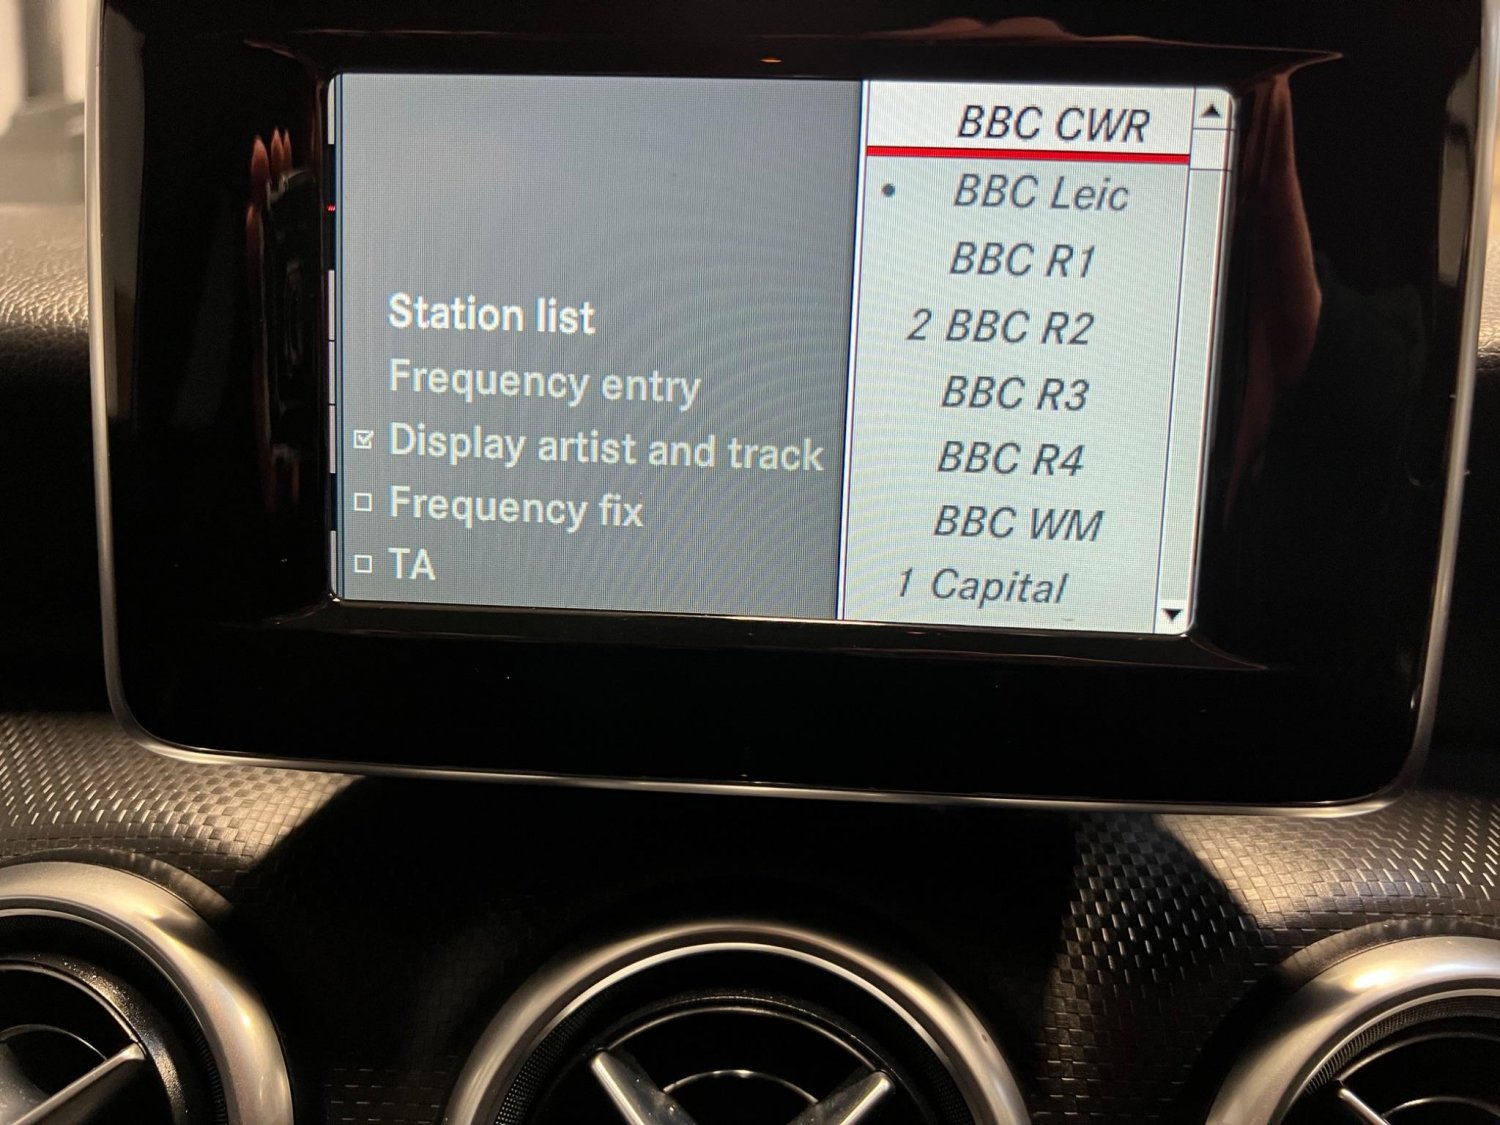 Station list
Frequency entry
Display artist and track
Frequency fix
TA
BBC CWR
BBC Leic
BBC R1
2 BBC R2
BBC R3
BBC R4
BBC WM
1 Capital